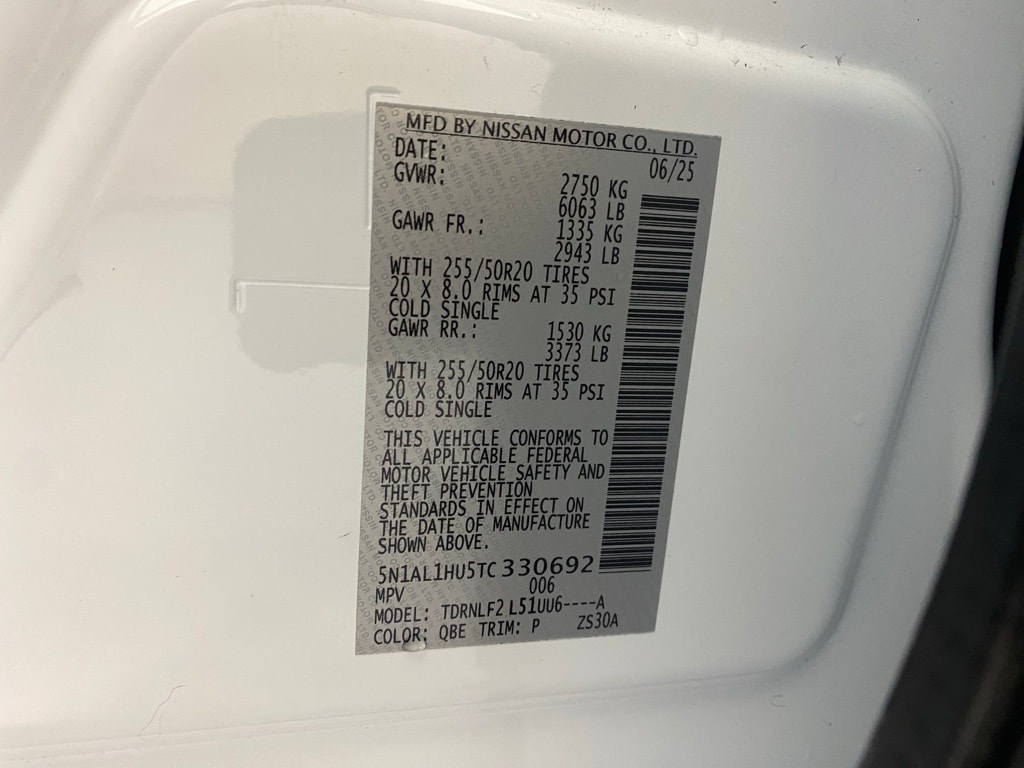 MFD BY NISSAN MOTOR CO., LTD.
DATE: 06/25
GVWR: 2750 KG
6063 LB
GAWR FR.: 1335 KG
2943 LB
WITH 255/50R20 TIRES
20 X 8.0 RIMS AT 35 PSI
COLD SINGLE
GAWR RR.: 1530 KG
3373 LB
WITH 255/50R20 TIRES
20 X 8.0 RIMS AT 35 PSI
COLD SINGLE
THIS VEHICLE CONFORMS TO
ALL APPLICABLE FEDERAL
MOTOR VEHICLE SAFETY AND
THEFT PREVENTION
STANDARDS IN EFFECT ON
THE DATE OF MANUFACTURE
SHOWN ABOVE.
5N1AL1HU5TC330692
MPV 006
MODEL: TDRNLF2 L51UU6----A
COLOR: QBE TRIM: P ZS30A